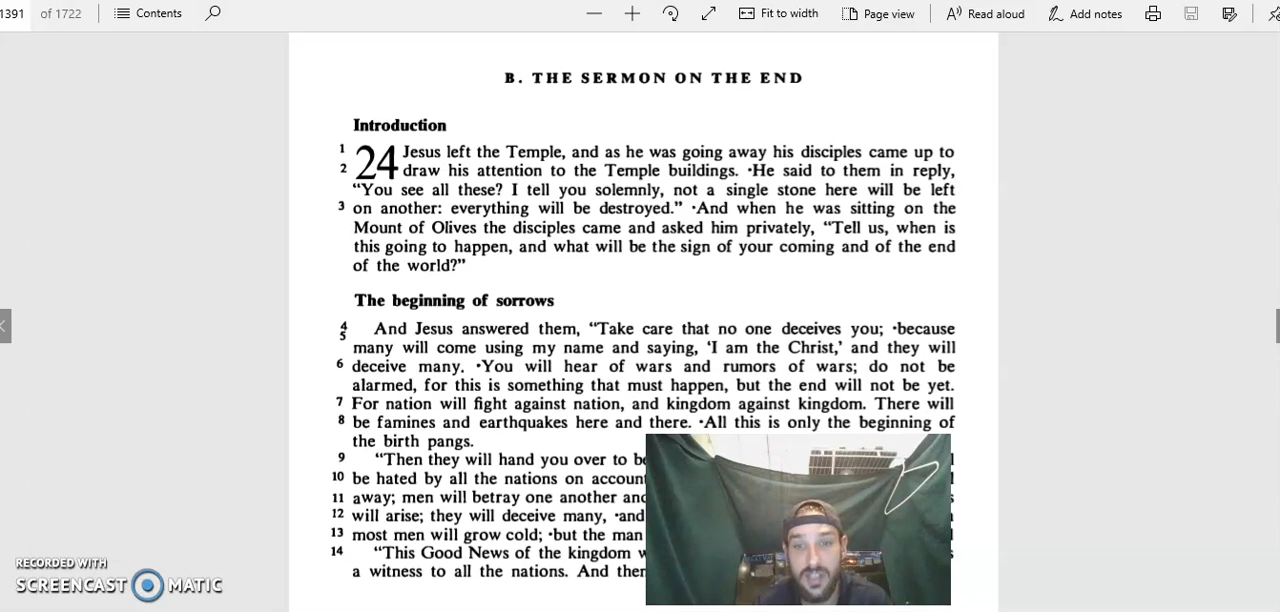 1391 of 1722 Contents Fit to width Page view Read aloud Add notes
B. THE SERMON ON THE END
Introduction
1 24 Jesus left the Temple, and as he was going away his disciples came up to
2 draw his attention to the Temple buildings. ·He said to them in reply,
“You see all these? I tell you solemnly, not a single stone here will be left
3 on another: everything will be destroyed.” ·And when he was sitting on the
Mount of Olives the disciples came and asked him privately, “Tell us, when is
this going to happen, and what will be the sign of your coming and of the end
of the world?”
The beginning of sorrows
4 And Jesus answered them, “Take care that no one deceives you; ·because
5 many will come using my name and saying, ‘I am the Christ,’ and they will
6 deceive many. ·You will hear of wars and rumors of wars; do not be
alarmed, for this is something that must happen, but the end will not be yet.
7 For nation will fight against nation, and kingdom against kingdom. There will
8 be famines and earthquakes here and there. ·All this is only the beginning of
the birth pangs.
9 “Then they will hand you over to
10 be hated by all the nations on
11 away; men will betray one another
12 will arise; they will deceive many, ·and
13 most men will grow cold; ·but the man
14 “This Good News of the kingdom
a witness to all the nations. And
RECORDED WITH
SCREENCAST MATIC